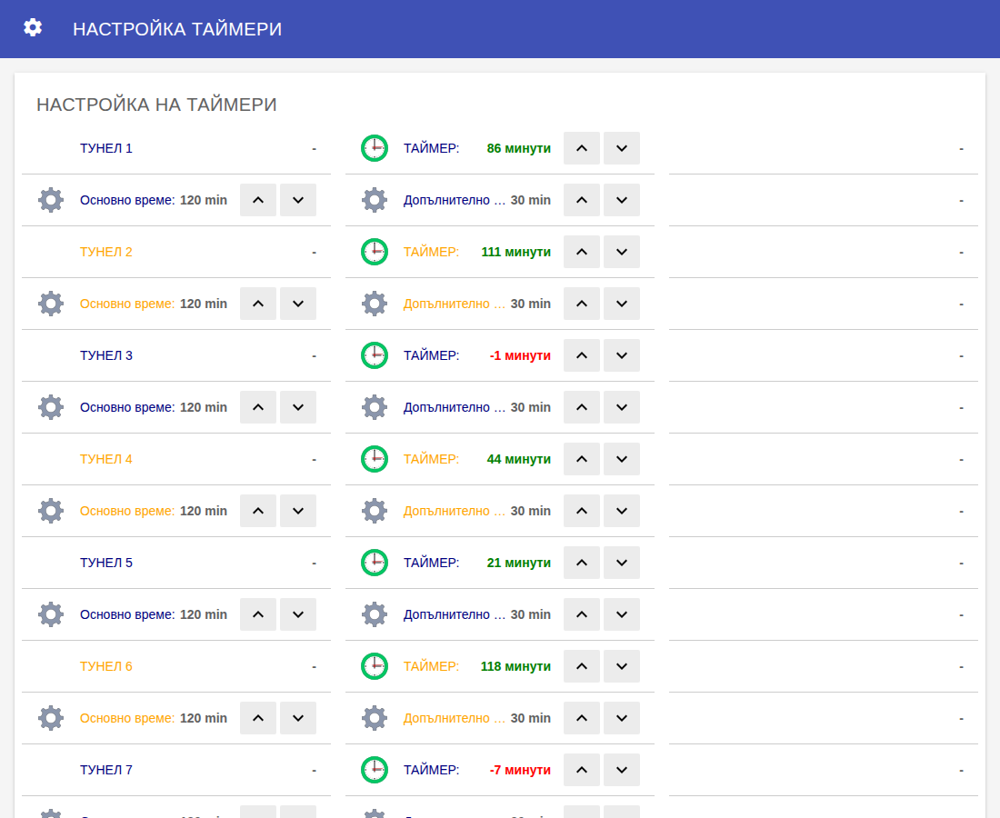 НАСТРОЙКА ТАЙМЕРИ
НАСТРОЙКА НА ТАЙМЕРИ
ТУНЕЛ 1 - ТАЙМЕР: 86 минути -
Основно време: 120 min Допълнително … 30 min -
ТУНЕЛ 2 - ТАЙМЕР: 111 минути -
Основно време: 120 min Допълнително … 30 min -
ТУНЕЛ 3 - ТАЙМЕР: -1 минути -
Основно време: 120 min Допълнително … 30 min -
ТУНЕЛ 4 - ТАЙМЕР: 44 минути -
Основно време: 120 min Допълнително … 30 min -
ТУНЕЛ 5 - ТАЙМЕР: 21 минути -
Основно време: 120 min Допълнително … 30 min -
ТУНЕЛ 6 - ТАЙМЕР: 118 минути -
Основно време: 120 min Допълнително … 30 min -
ТУНЕЛ 7 - ТАЙМЕР: -7 минути -